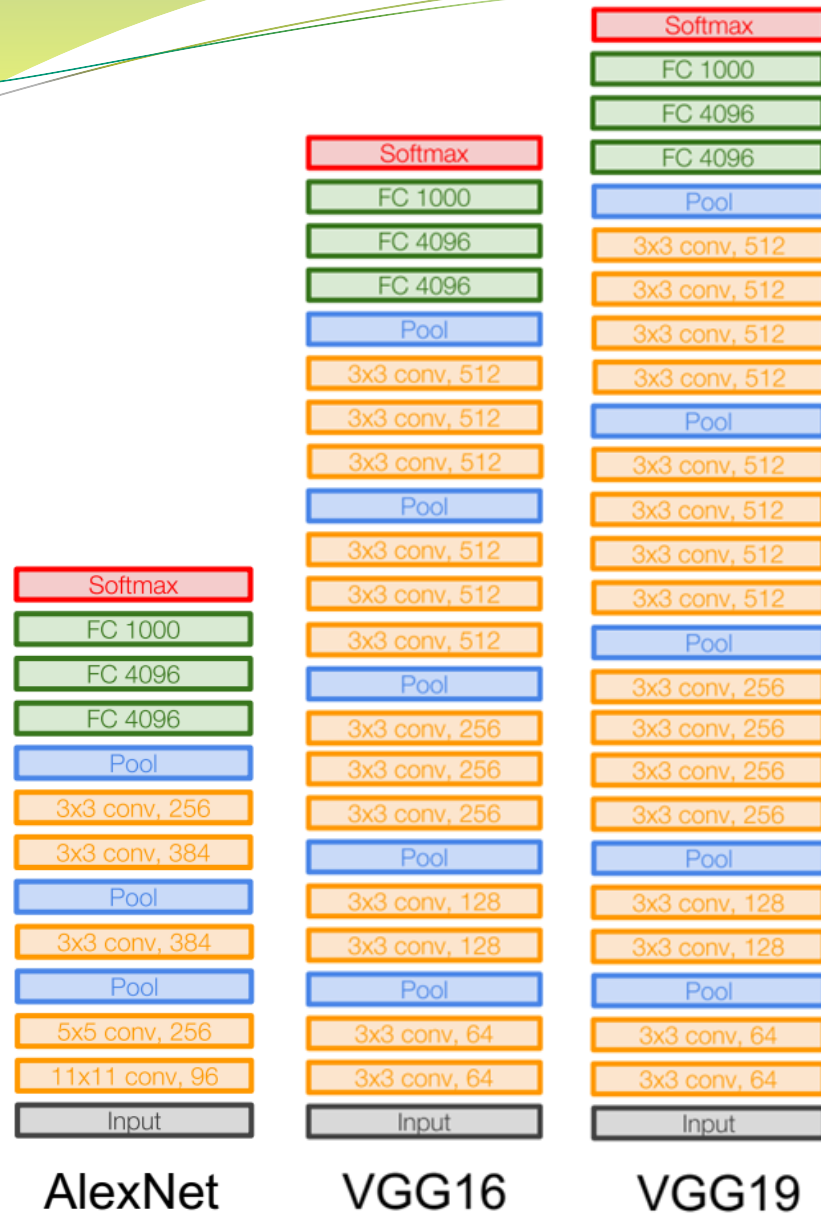 Softmax
FC 1000
FC 4096
FC 4096
Pool
3x3 conv, 256
3x3 conv, 384
Pool
3x3 conv, 384
Pool
5x5 conv, 256
11x11 conv, 96
Input
AlexNet
Softmax
FC 1000
FC 4096
FC 4096
Pool
3x3 conv, 512
3x3 conv, 512
3x3 conv, 512
Pool
3x3 conv, 512
3x3 conv, 512
3x3 conv, 512
Pool
3x3 conv, 256
3x3 conv, 256
3x3 conv, 256
Pool
3x3 conv, 128
3x3 conv, 128
Pool
3x3 conv, 64
3x3 conv, 64
Input
VGG16
Softmax
FC 1000
FC 4096
FC 4096
Pool
3x3 conv, 512
3x3 conv, 512
3x3 conv, 512
3x3 conv, 512
Pool
3x3 conv, 512
3x3 conv, 512
3x3 conv, 512
3x3 conv, 512
Pool
3x3 conv, 256
3x3 conv, 256
3x3 conv, 256
3x3 conv, 256
Pool
3x3 conv, 128
3x3 conv, 128
Pool
3x3 conv, 64
3x3 conv, 64
Input
VGG19